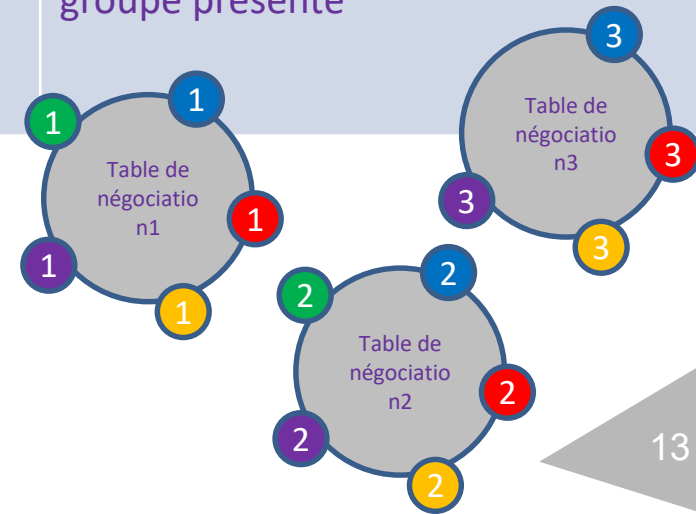 groupe présente
1
1
Table de
négociatio
n1
1
1
1
3
Table de
négociatio
n3
3
3
3
2
2
Table de
négociatio
n2
2
2
2
13